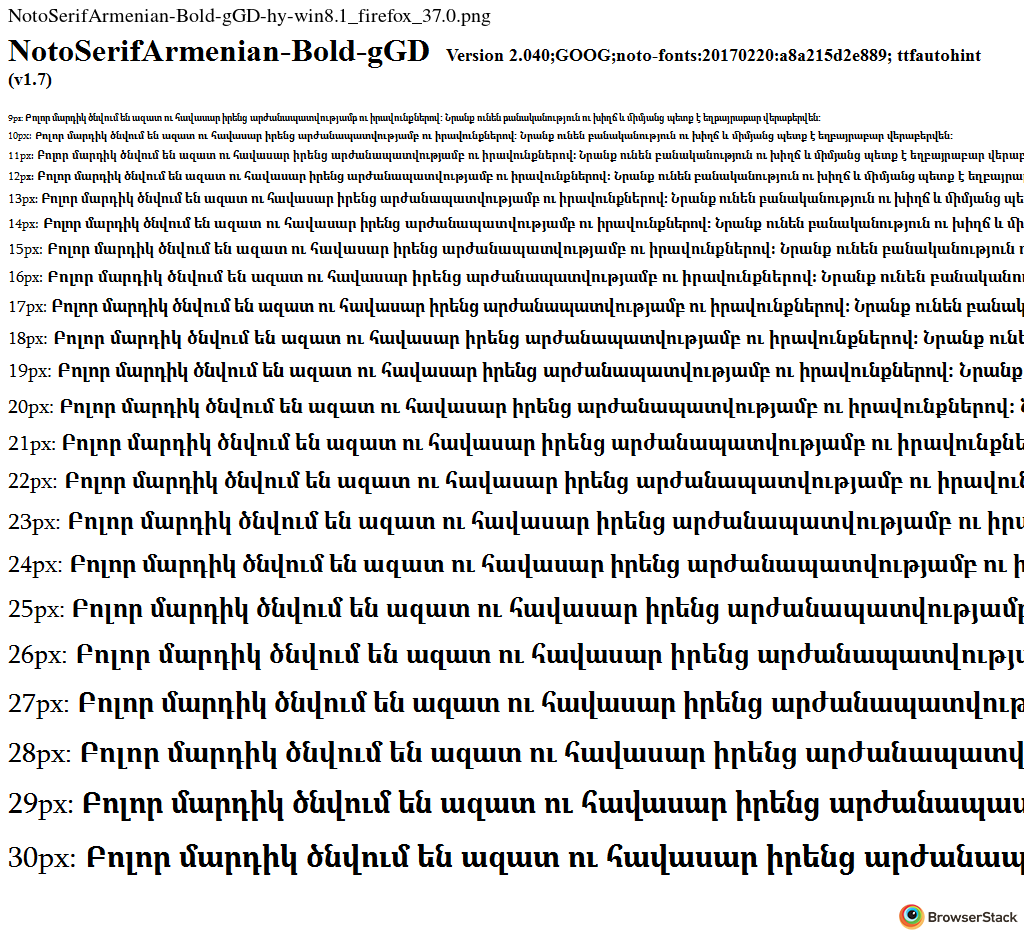 NotoSerifArmenian-Bold-gGD-hy-win8.1_firefox_37.0.png
NotoSerifArmenian-Bold-gGD Version 2.040;GOOG;noto-fonts:20170220:a8a215d2e889; ttfautohint
(v1.7)
9px: Բոլոր մարդիկ ծնվում են ազատ ու հավասար իրենց արժանապատվությամբ ու իրավունքներով։ Նրանք ունեն բանականություն ու խիղճ և միմյանց պետք է եղբայրաբար վերաբերվեն։
10px: Բոլոր մարդիկ ծնվում են ազատ ու հավասար իրենց արժանապատվությամբ ու իրավունքներով։ Նրանք ունեն բանականություն ու խիղճ և միմյանց պետք է եղբայրաբար վերաբերվեն։
11px: Բոլոր մարդիկ ծնվում են ազատ ու հավասար իրենց արժանապատվությամբ ու իրավունքներով։ Նրանք ունեն բանականություն ու խիղճ և միմյանց պետք է եղբայրաբար վերաբ
12px: Բոլոր մարդիկ ծնվում են ազատ ու հավասար իրենց արժանապատվությամբ ու իրավունքներով։ Նրանք ունեն բանականություն ու խիղճ և միմյանց պետք է եղբայրա
13px: Բոլոր մարդիկ ծնվում են ազատ ու հավասար իրենց արժանապատվությամբ ու իրավունքներով։ Նրանք ունեն բանականություն ու խիղճ և միմյանց պե
14px: Բոլոր մարդիկ ծնվում են ազատ ու հավասար իրենց արժանապատվությամբ ու իրավունքներով։ Նրանք ունեն բանականություն ու խիղճ և մի
15px: Բոլոր մարդիկ ծնվում են ազատ ու հավասար իրենց արժանապատվությամբ ու իրավունքներով։ Նրանք ունեն բանականություն
16px: Բոլոր մարդիկ ծնվում են ազատ ու հավասար իրենց արժանապատվությամբ ու իրավունքներով։ Նրանք ունեն բանականու
17px: Բոլոր մարդիկ ծնվում են ազատ ու հավասար իրենց արժանապատվությամբ ու իրավունքներով։ Նրանք ունեն բանակա
18px: Բոլոր մարդիկ ծնվում են ազատ ու հավասար իրենց արժանապատվությամբ ու իրավունքներով։ Նրանք ունե
19px: Բոլոր մարդիկ ծնվում են ազատ ու հավասար իրենց արժանապատվությամբ ու իրավունքներով։ Նրանք
20px: Բոլոր մարդիկ ծնվում են ազատ ու հավասար իրենց արժանապատվությամբ ու իրավունքներով։
21px: Բոլոր մարդիկ ծնվում են ազատ ու հավասար իրենց արժանապատվությամբ ու իրավունքնե
22px: Բոլոր մարդիկ ծնվում են ազատ ու հավասար իրենց արժանապատվությամբ ու իրավուն
23px: Բոլոր մարդիկ ծնվում են ազատ ու հավասար իրենց արժանապատվությամբ ու իրա
24px: Բոլոր մարդիկ ծնվում են ազատ ու հավասար իրենց արժանապատվությամբ ու ի
25px: Բոլոր մարդիկ ծնվում են ազատ ու հավասար իրենց արժանապատվությամբ
26px: Բոլոր մարդիկ ծնվում են ազատ ու հավասար իրենց արժանապատվությ
27px: Բոլոր մարդիկ ծնվում են ազատ ու հավասար իրենց արժանապատվութ
28px: Բոլոր մարդիկ ծնվում են ազատ ու հավասար իրենց արժանապատվ
29px: Բոլոր մարդիկ ծնվում են ազատ ու հավասար իրենց արժանապատ
30px: Բոլոր մարդիկ ծնվում են ազատ ու հավասար իրենց արժանապ
BrowserStack